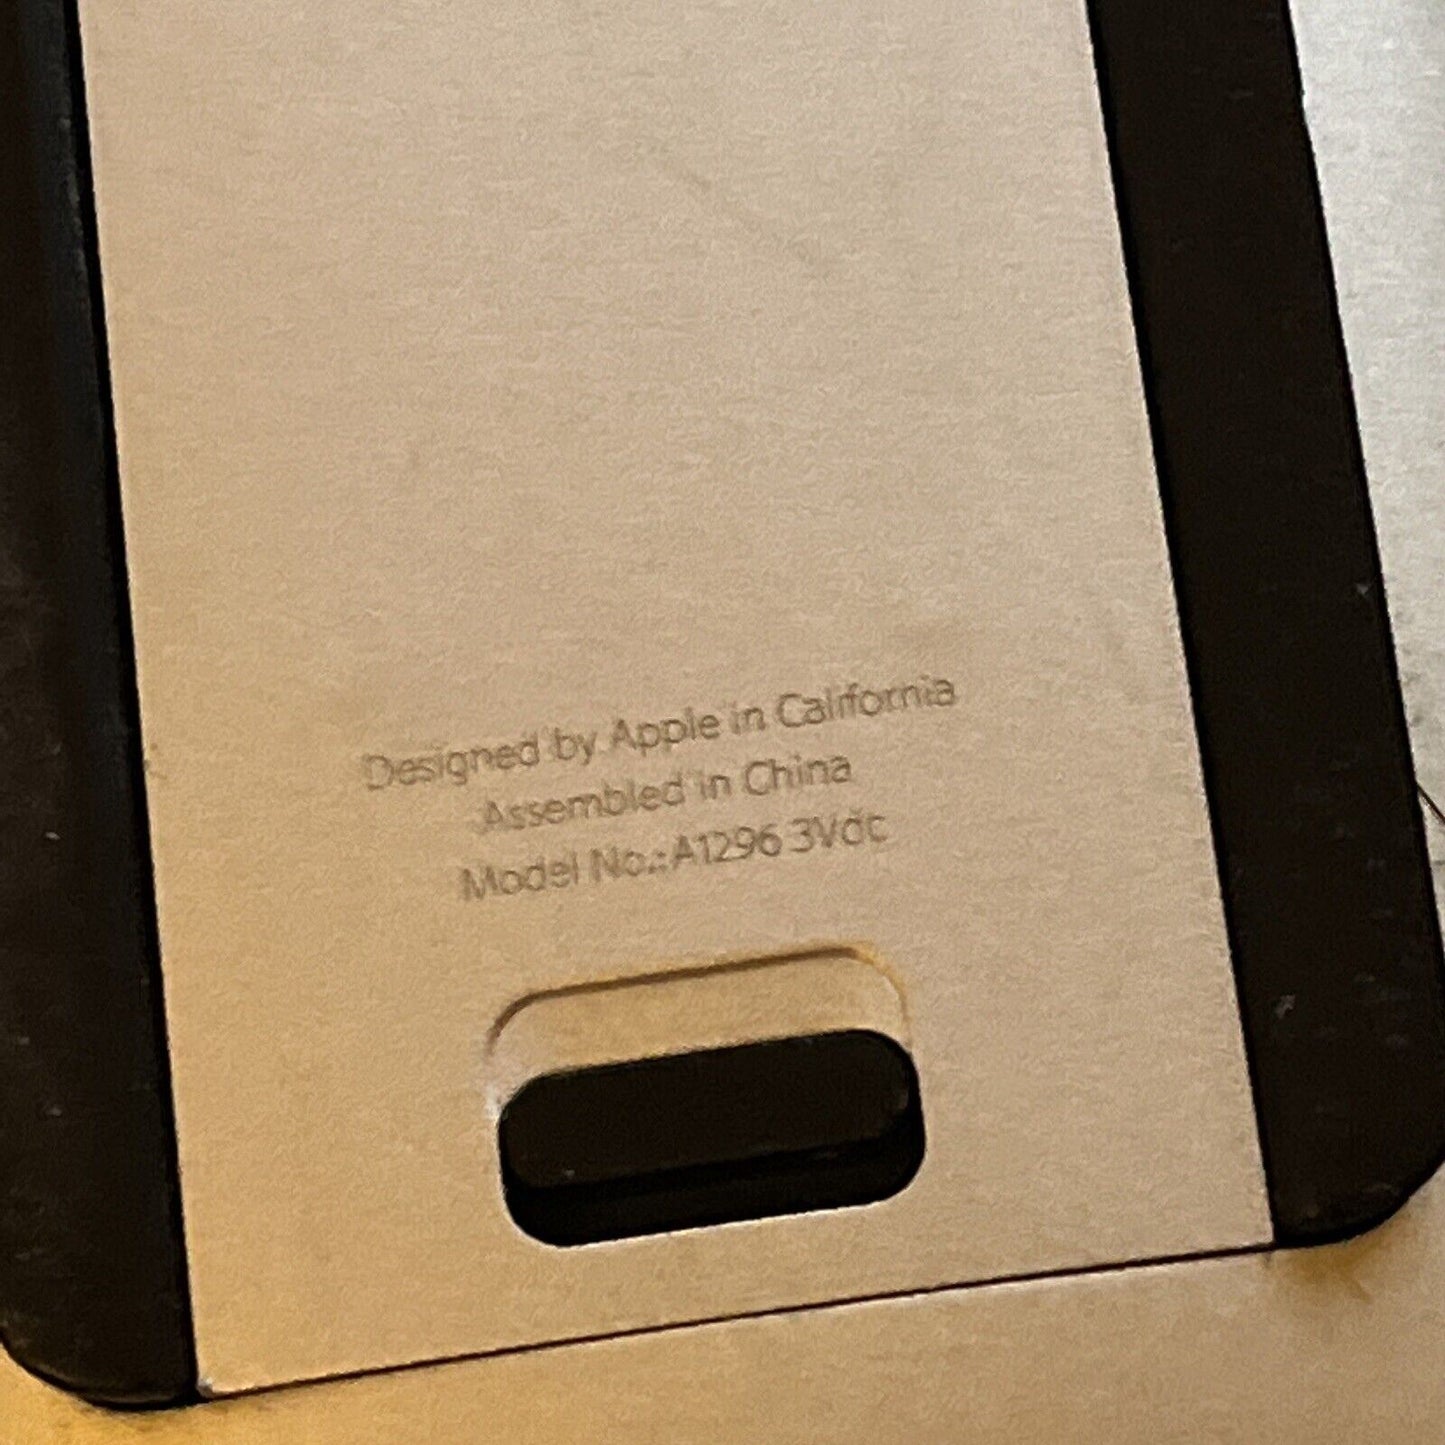 Designed by Apple in California
Assembled in China
Model No.: A1296 3Vdc